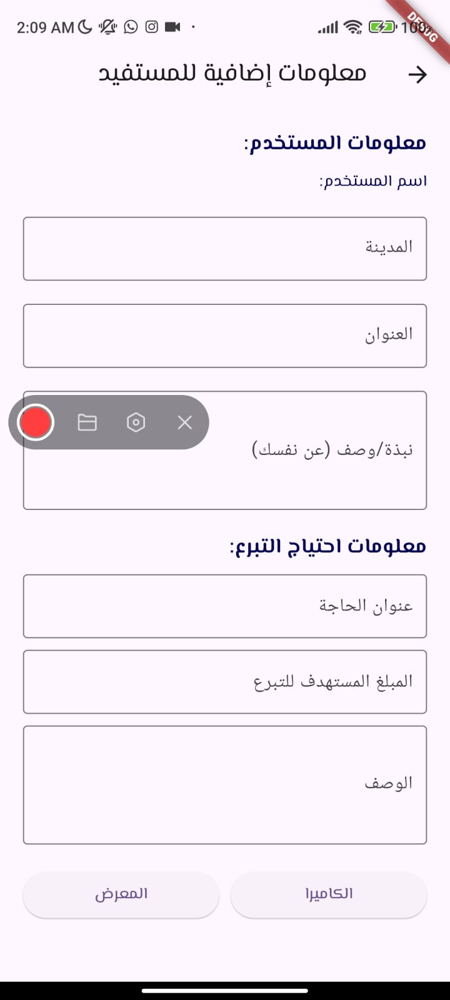 2:09 AM
100%
DEBUG
معلومات إضافية للمستفيد
معلومات المستخدم:
اسم المستخدم:
المدينة
العنوان
نبذة/وصف (عن نفسك)
معلومات احتياج التبرع:
عنوان الحاجة
المبلغ المستهدف للتبرع
الوصف
الكاميرا
المعرض